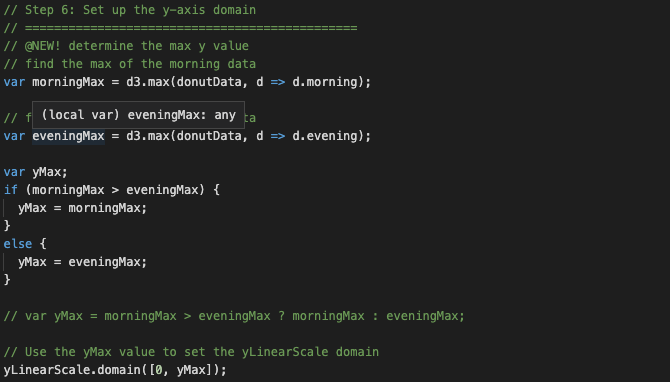 // Step 6: Set up the y-axis domain
// ==============================================
// @NEW! determine the max y value
// find the max of the morning data
var morningMax = d3.max(donutData, d => d.morning);
// f
(local var) eveningMax: any
ta
var eveningMax = d3.max(donutData, d => d.evening);
var yMax;
if (morningMax > eveningMax) {
yMax = morningMax;
}
else {
yMax = eveningMax;
}
// var yMax = morningMax > eveningMax ? morningMax : eveningMax;
// Use the yMax value to set the yLinearScale domain
yLinearScale.domain([0, yMax]);